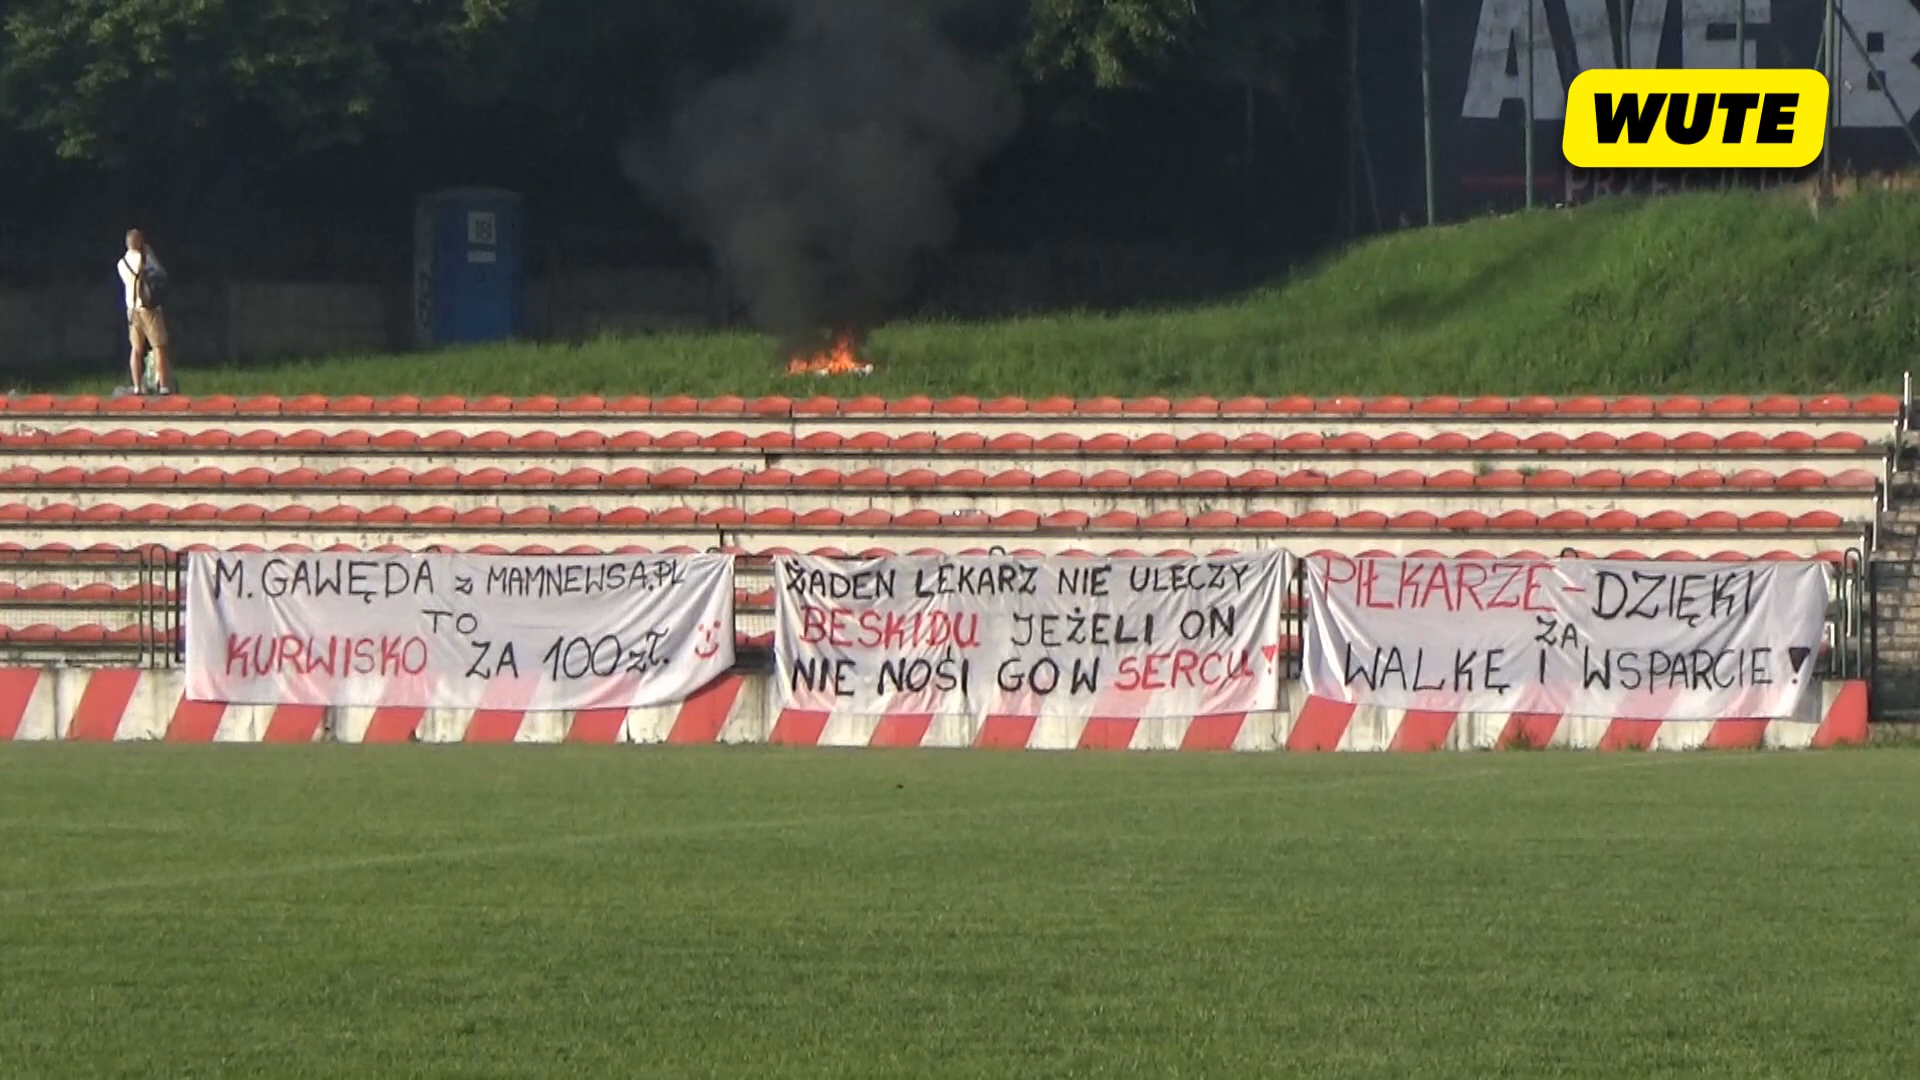 AVE
WUTE
M. GAWĘDA z MAMNEWSA.PL
TO
KURWISKO ZA 100 zł.
ŻADEN LEKARZ NIE ULECZY
BESKIDU JEŻELI ON
NIE NOSI GO W SERCU!
PIŁKARZE - DZIĘKI
ZA
WALKĘ I WSPARCIE!